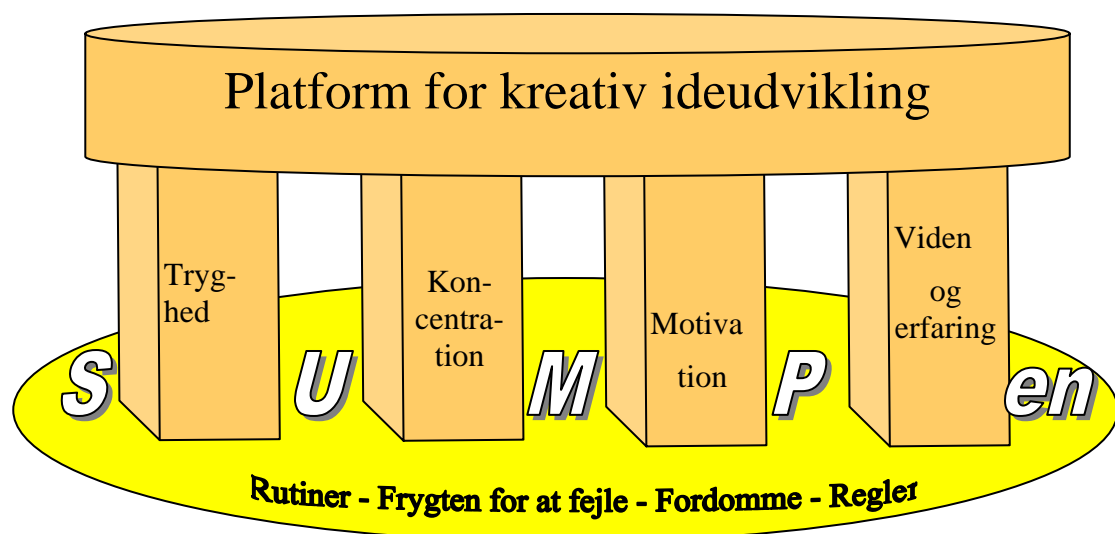 Platform for kreativ ideudvikling
Tryg-
hed
Kon-
centra-
tion
Motiva
tion
Viden
og
erfaring
S U M P en
Rutiner - Frygten for at fejle - Fordomme - Regler